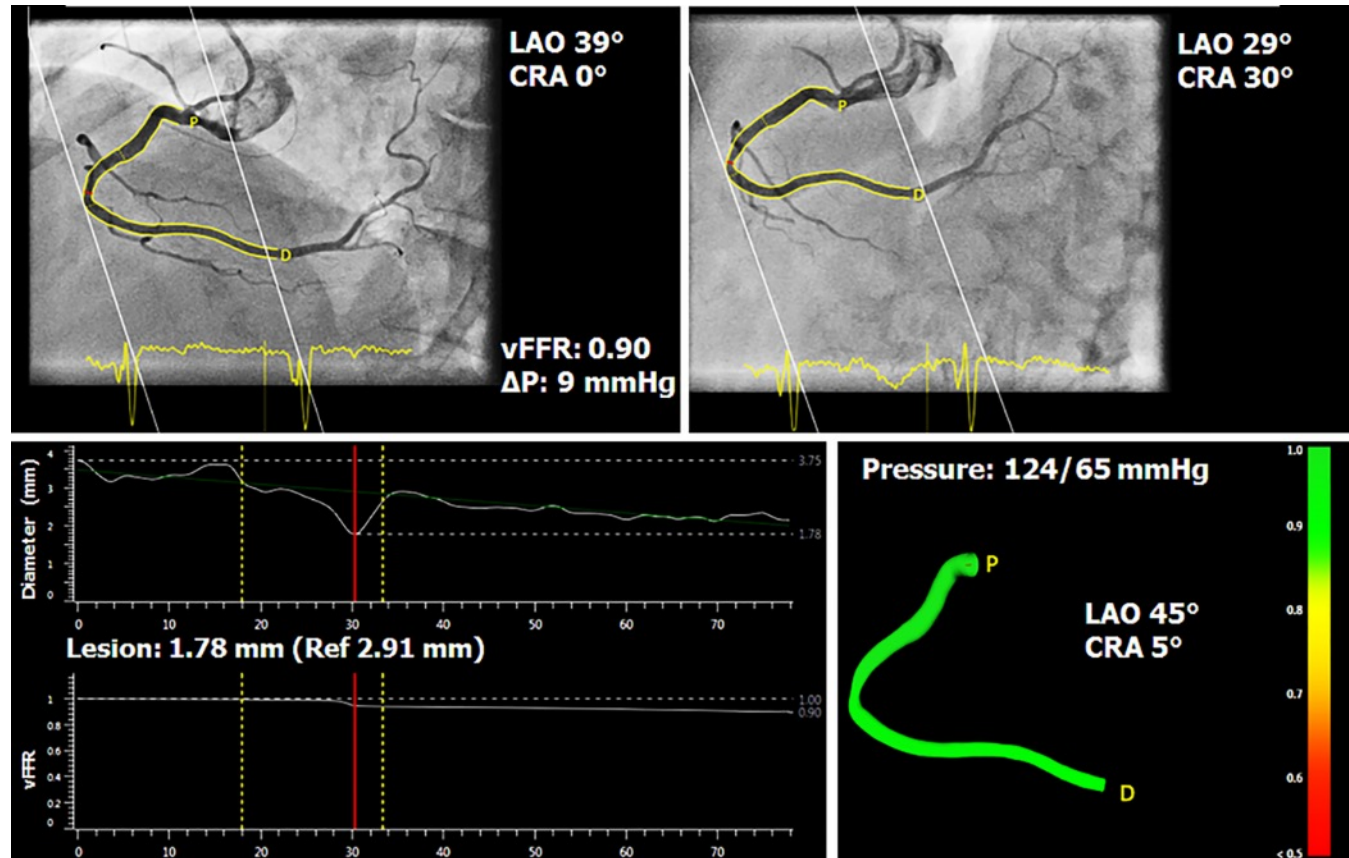 LAO 39°
CRA 0°
P
D
vFFR: 0.90
ΔP: 9 mmHg
LAO 29°
CRA 30°
P
D
Diameter (mm)
4
3
2
1
0
3.75
1.78
0 10 20 30 40 50 60 70
Lesion: 1.78 mm (Ref 2.91 mm)
vFFR
1
0.8
0.6
0.4
0.2
0
1.00
0.90
0 10 20 30 40 50 60 70
Pressure: 124/65 mmHg
P
LAO 45°
CRA 5°
D
1.0
0.9
0.8
0.7
0.6
< 0.5